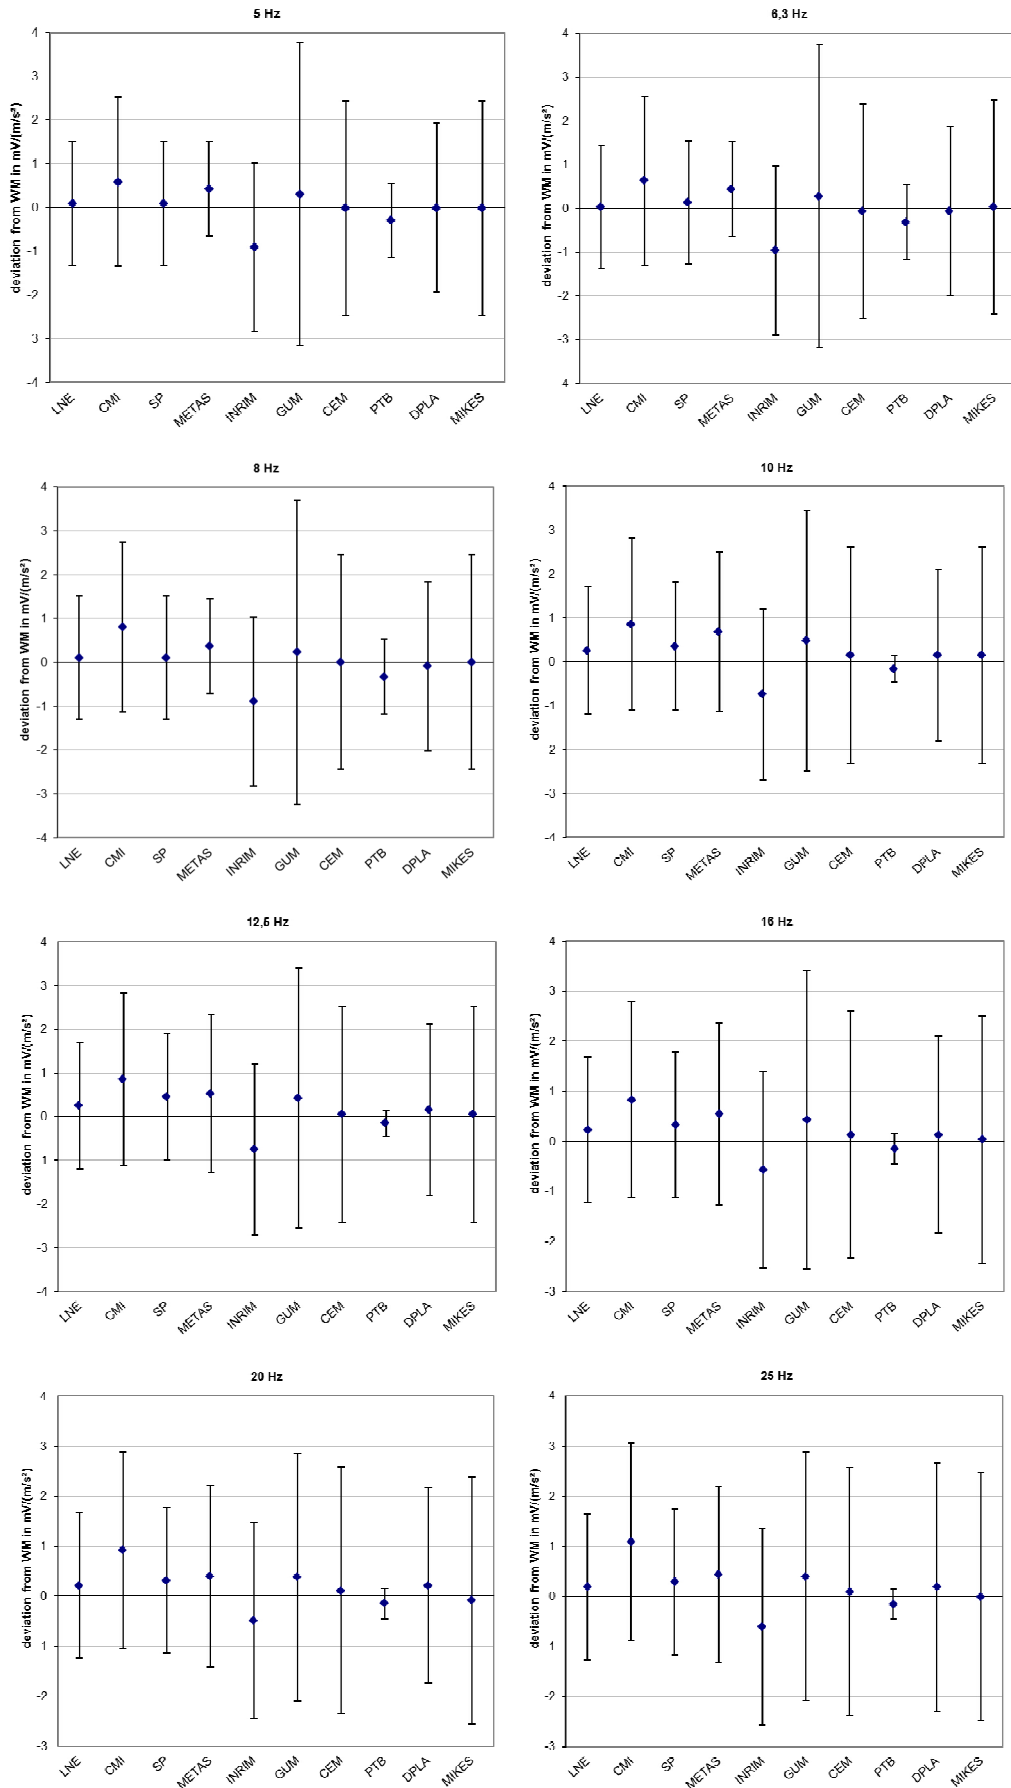 5 Hz
deviation from WM in mV/(m/s²)
4
3
2
1
0
-1
-2
3
-4
LNE CMI SP METAS INRIM GUM CEM PTB DPLA MIKES
6,3 Hz
deviation from WM in mV/(m/s²)
4
3
2
1
0
-1
-2
-3
4
LNE CMI SP METAS INRIM GUM CEM PTB DPLA MIKES
8 Hz
deviation from WM in mV/(m/s²)
4
3
2
1
0
-1
-2
-3
-4
LNE CMI SP METAS INRIM GUM CEM PTB DPLA MIKES
10 Hz
deviation from WM in mV/(m/s²)
4
3
2
1
0
-1
-2
-3
-4
LNE CMI SP METAS INRIM GUM CEM PTB DPLA MIKES
12,5 Hz
deviation from WM in mV/(m/s²)
4
3
2
1
0
1
-2
-3
-4
LNE CMI SP METAS INRIM GUM CEM PTB DPLA MIKES
16 Hz
deviation from WM in mV/(m/s²)
4
3
2
1
0
-1
-2
-3
LNE CMI SP METAS INRIM GUM CEM PTB DPLA MIKES
20 Hz
deviation from WM in mV/(m/s²)
4
3
2
1
0
1
-2
-3
LNE CMI SP METAS INRIM GUM CEM PTB DPLA MIKES
25 Hz
deviation from WM in mV/(m/s²)
4
3
2
1
0
1
-2
-3
LNE CMI SP METAS INRIM GUM CEM PTB DPLA MIKES